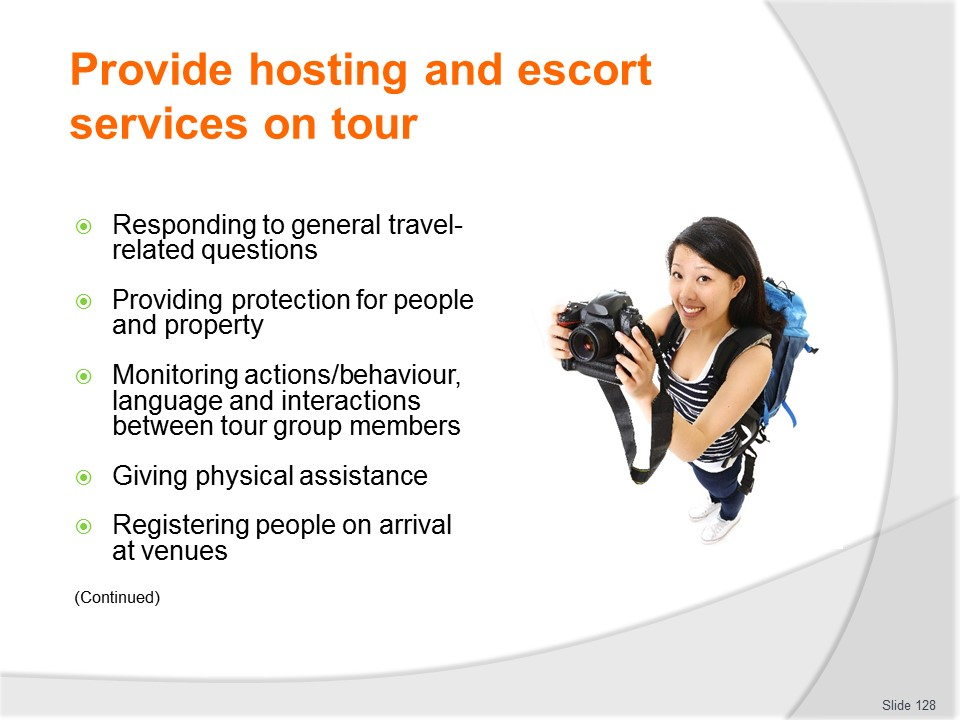 Provide hosting and escort
services on tour
Responding to general travel-
related questions
Providing protection for people
and property
Monitoring actions/behaviour,
language and interactions
between tour group members
Giving physical assistance
Registering people on arrival
at venues
(Continued)
Slide 128